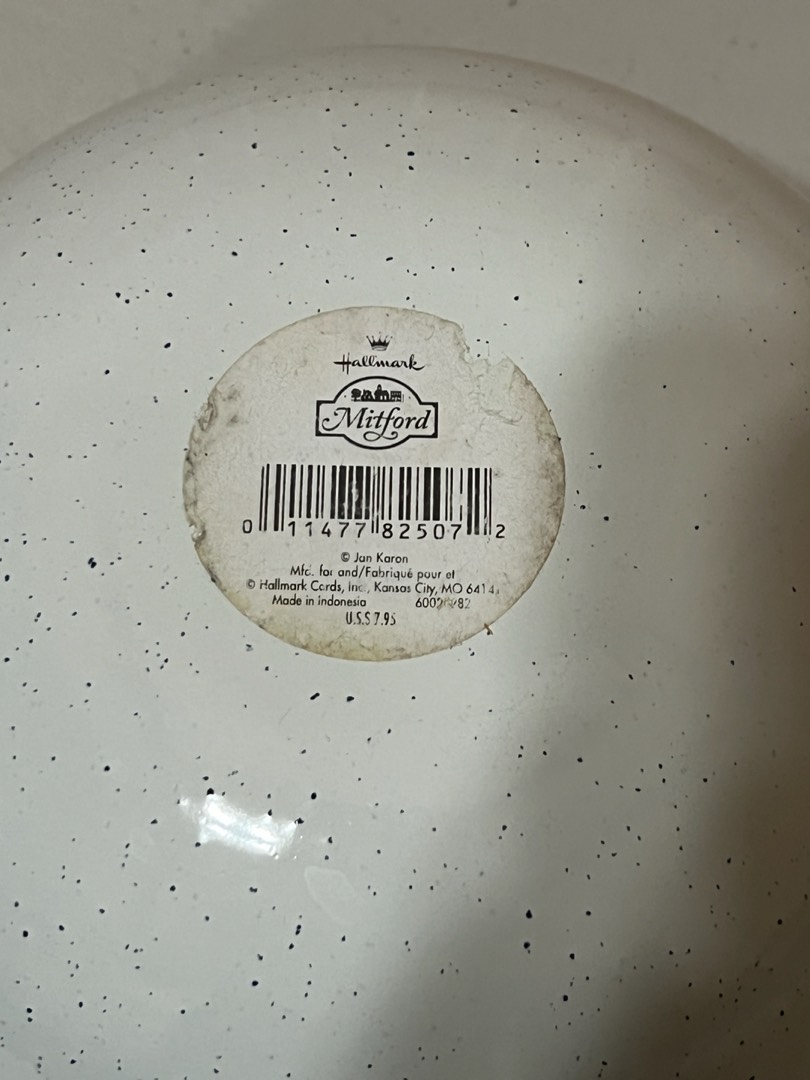 Hallmark
Mitford
0 11477 82507 2
© Jan Karon
Mfd. for and/Fabriqué pour et
© Hallmark Cards, Inc., Kansas City, MO
Made in Indonesia
U.S.$ 7.95